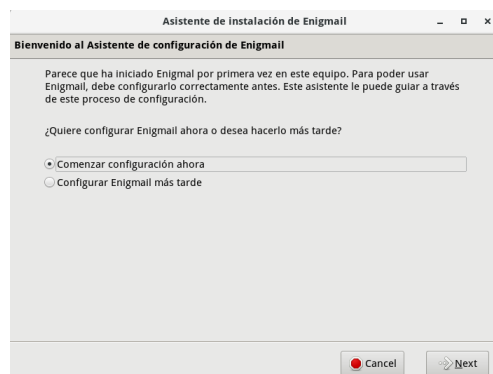 Asistente de instalación de Enigmail
Bienvenido al Asistente de configuración de Enigmail
Parece que ha iniciado Enigmal por primera vez en este equipo. Para poder usar
Enigmail, debe configurarlo correctamente antes. Este asistente le puede guiar a través
de este proceso de configuración.
¿Quiere configurar Enigmail ahora o desea hacerlo más tarde?
Comenzar configuración ahora
Configurar Enigmail más tarde
Cancel
Next